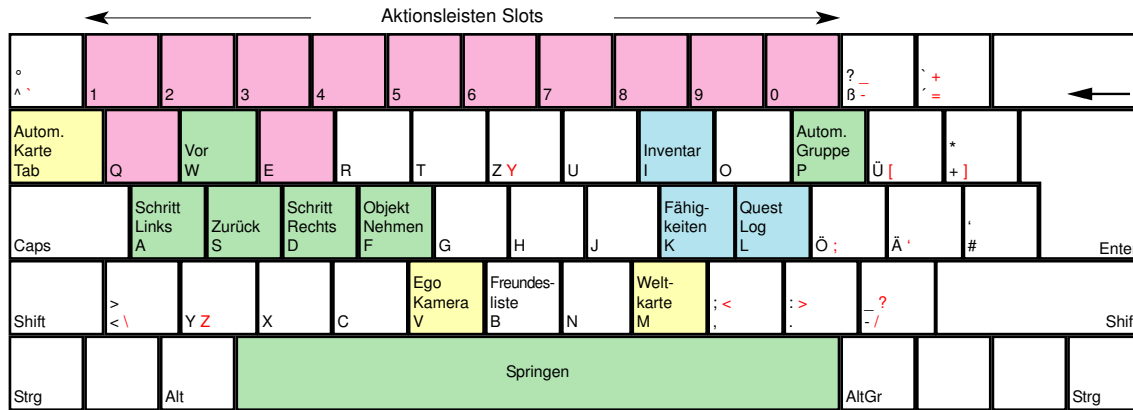 Aktionsleisten Slots
°
^ `
1
2
3
4
5
6
7
8
9
0
? _
ß -
` +
´ =
Autom.
Karte
Tab
Q
Vor
W
E
R
T
Z Y
U
Inventar
I
O
Autom.
Gruppe
P
Ü [
*
+ ]
Caps
Schritt
Links
A
Zurück
S
Schritt
Rechts
D
Objekt
Nehmen
F
G
H
J
Fähig-
keiten
K
Quest
Log
L
Ö ;
Ä '
'
#
Enter
Shift
>
< \
Y Z
X
C
Ego
Kamera
V
Freundes-
liste
B
N
Welt-
karte
M
; <
,
: >
.
_ ?
- /
Shift
Strg
Alt
Springen
AltGr
Strg